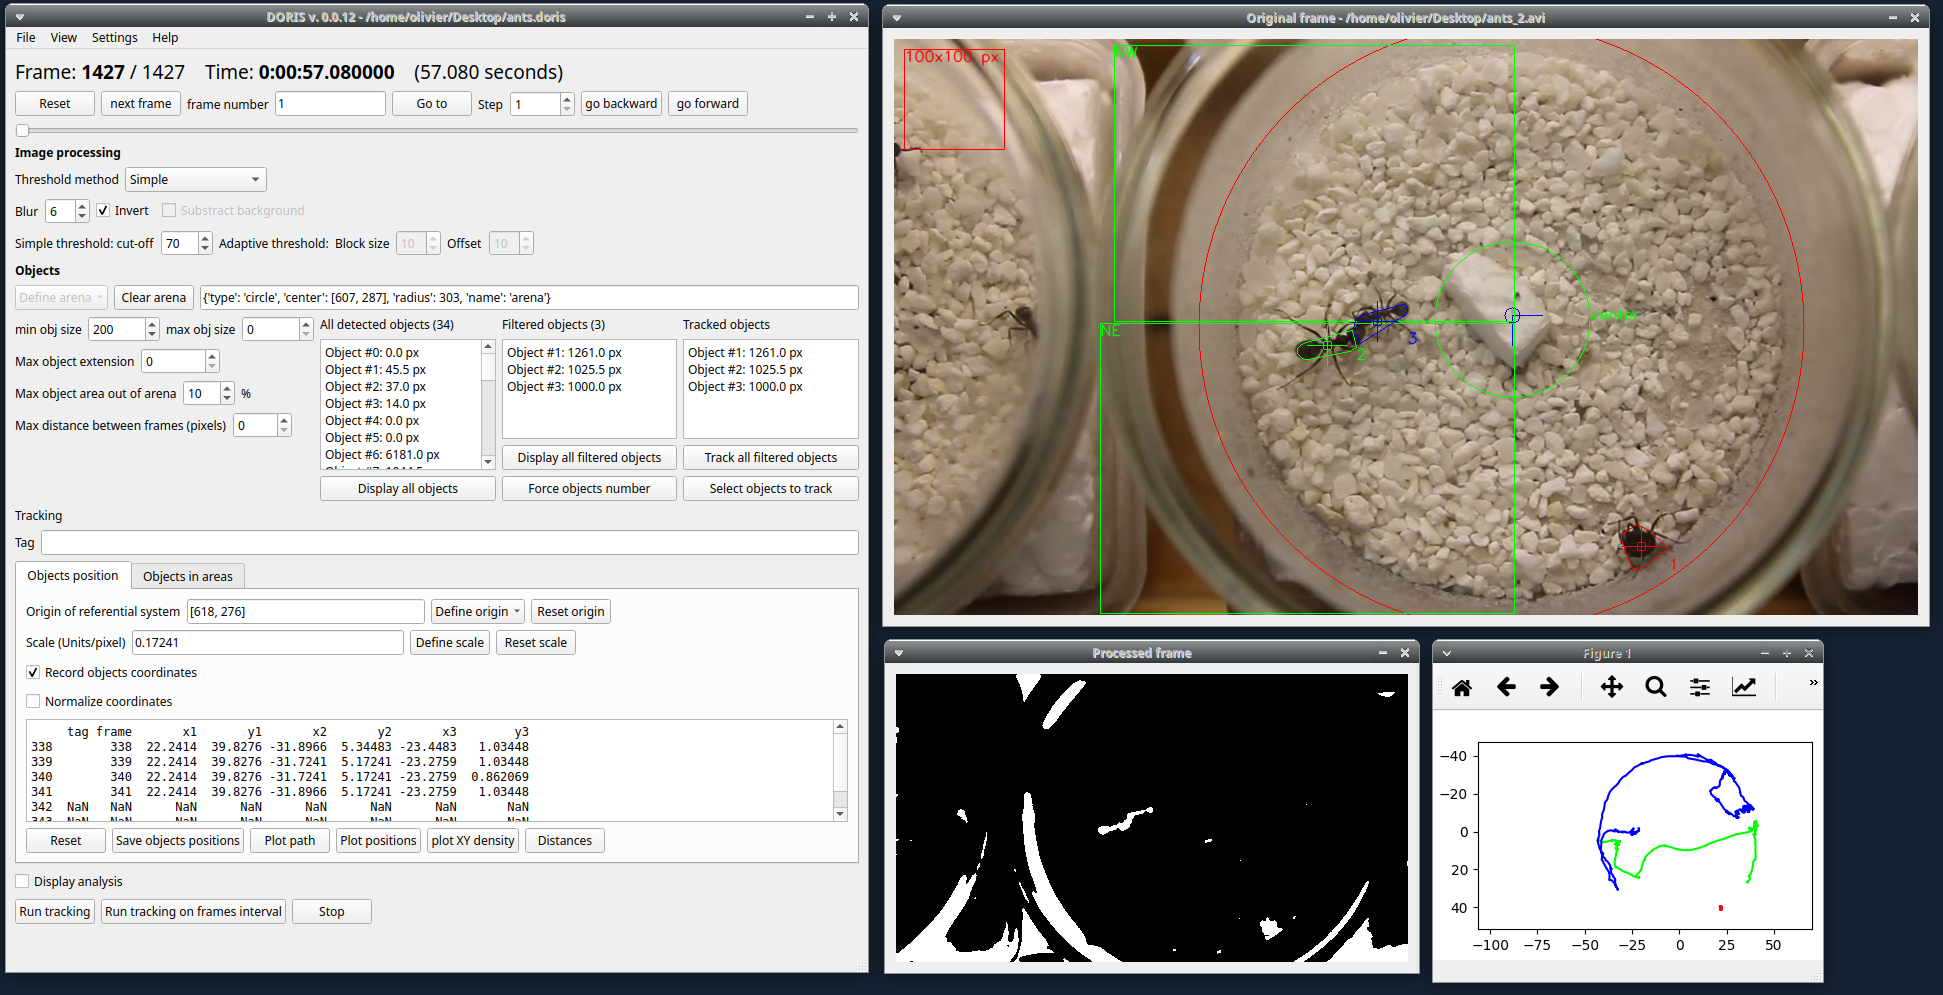 DORIS v. 0.0.12 - /home/olivier/Desktop/ants.doris
File View Settings Help
Frame: 1427 / 1427 Time: 0:00:57.080000 (57.080 seconds)
Reset next frame frame number 1 Go to Step 1 go backward go forward
Image processing
Threshold method Simple
Blur 6 Invert Substract background
Simple threshold: cut-off 70 Adaptive threshold: Block size 10 Offset 10
Objects
Define arena Clear arena {'type': 'circle', 'center': [607, 287], 'radius': 303, 'name': 'arena'}
min obj size 200 max obj size 0
Max object extension 0
Max object area out of arena 10 %
Max distance between frames (pixels) 0
All detected objects (34)
Object #0: 0.0 px
Object #1: 45.5 px
Object #2: 37.0 px
Object #3: 14.0 px
Object #4: 0.0 px
Object #5: 0.0 px
Object #6: 6181.0 px
Display all objects
Filtered objects (3)
Object #1: 1261.0 px
Object #2: 1025.5 px
Object #3: 1000.0 px
Display all filtered objects
Force objects number
Tracked objects
Object #1: 1261.0 px
Object #2: 1025.5 px
Object #3: 1000.0 px
Track all filtered objects
Select objects to track
Tracking
Tag
Objects position Objects in areas
Origin of referential system [618, 276] Define origin Reset origin
Scale (Units/pixel) 0.17241 Define scale Reset scale
Record objects coordinates
Normalize coordinates
tag frame x1 y1 x2 y2 x3 y3
338 338 22.2414 39.8276 -31.8966 5.34483 -23.4483 1.03448
339 339 22.2414 39.8276 -31.7241 5.17241 -23.2759 1.03448
340 340 22.2414 39.8276 -31.7241 5.17241 -23.2759 0.862069
341 341 22.2414 39.8276 -31.8966 5.17241 -23.2759 1.03448
342 NaN NaN NaN NaN NaN NaN NaN NaN
Reset Save objects positions Plot path Plot positions plot XY density Distances
Display analysis
Run tracking Run tracking on frames interval Stop
Original frame - /home/olivier/Desktop/ants_2.avi
100x100 px
NW
NE
center
2
3
1
Processed frame
Figure 1
»
−40
−20
0
20
40
−100 −75 −50 −25 0 25 50